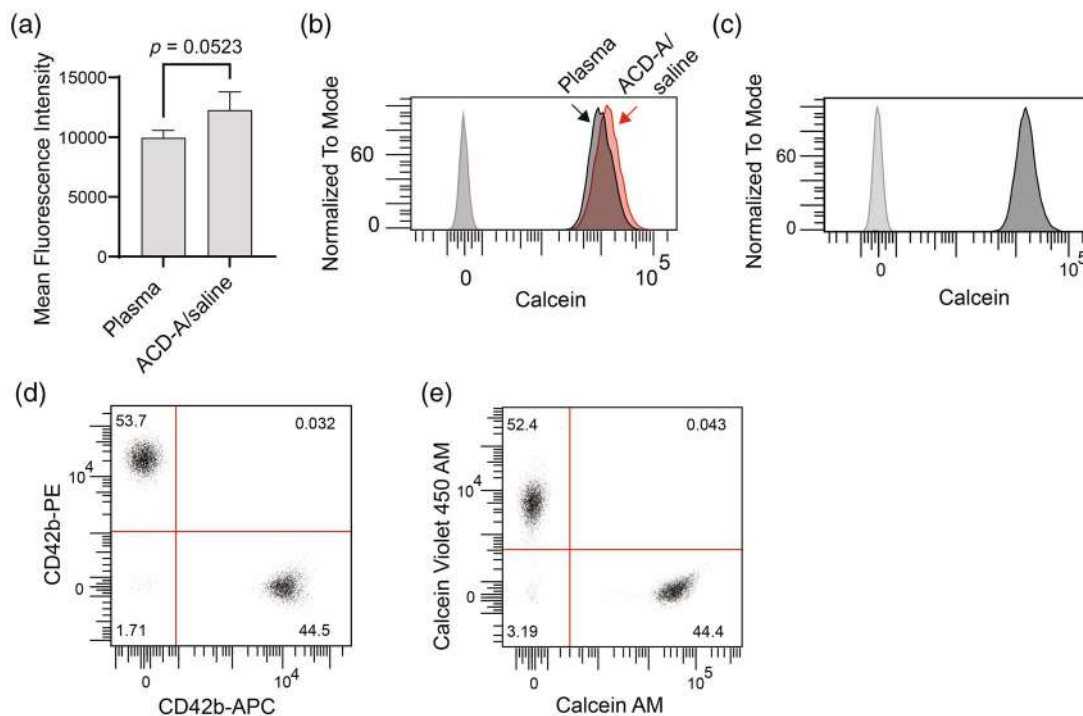 (a)
p = 0.0523
15000
10000
5000
0
Mean Fluorescence Intensity
Plasma
ACD-A/saline
(b)
Plasma
ACD-A/
saline
Normalized To Mode
60
0
0
10^5
Calcein
(c)
Normalized To Mode
60
0
0
10^5
Calcein
(d)
53.7
0.032
10^4
0
CD42b-PE
1.71
44.5
0
10^4
CD42b-APC
(e)
52.4
0.043
10^4
0
Calcein Violet 450 AM
3.19
44.4
0
10^5
Calcein AM